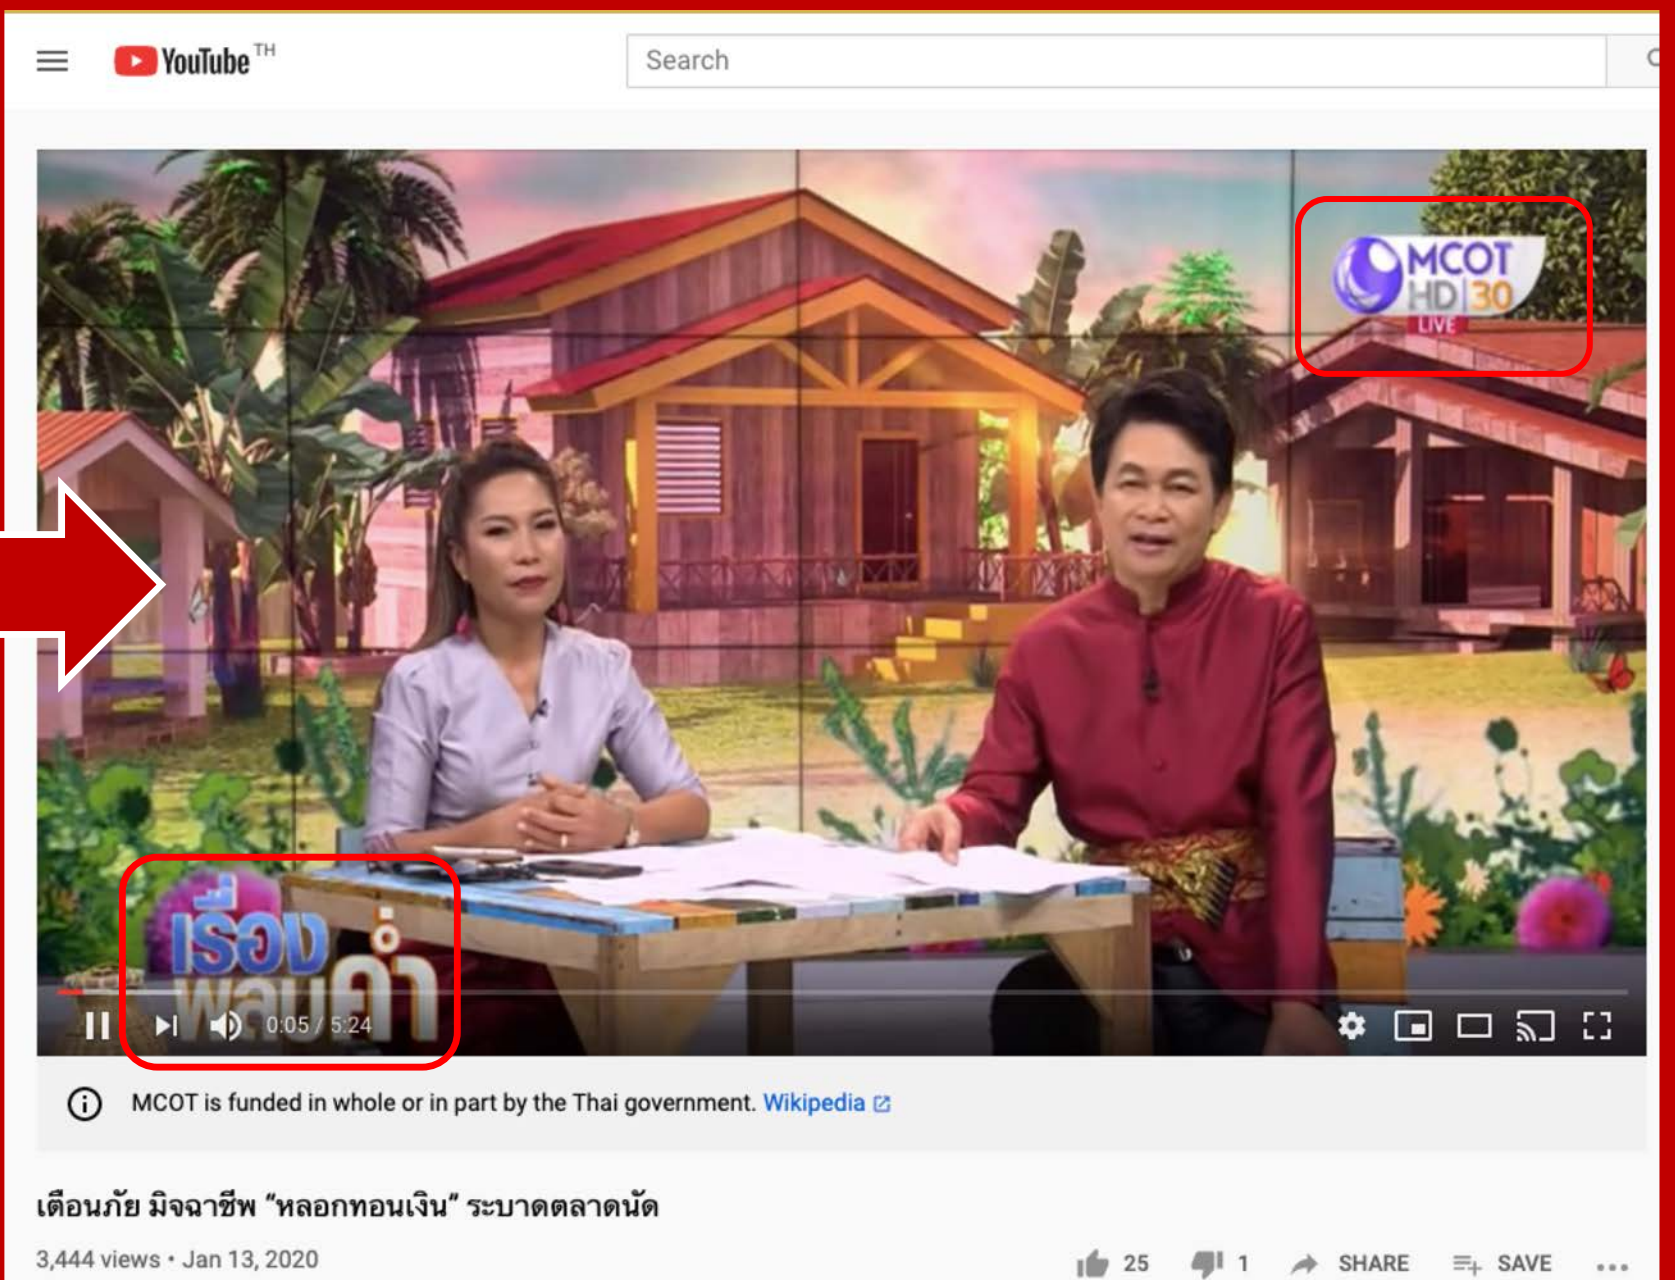 YouTube TH
Search
MCOT
HD|30
LIVE
เรื่อง
พลบค่ำ
0:05 / 5:24
MCOT is funded in whole or in part by the Thai government. Wikipedia
เตือนภัย มิจฉาชีพ “หลอกทอนเงิน” ระบาดตลาดนัด
3,444 views • Jan 13, 2020
25 1 SHARE SAVE